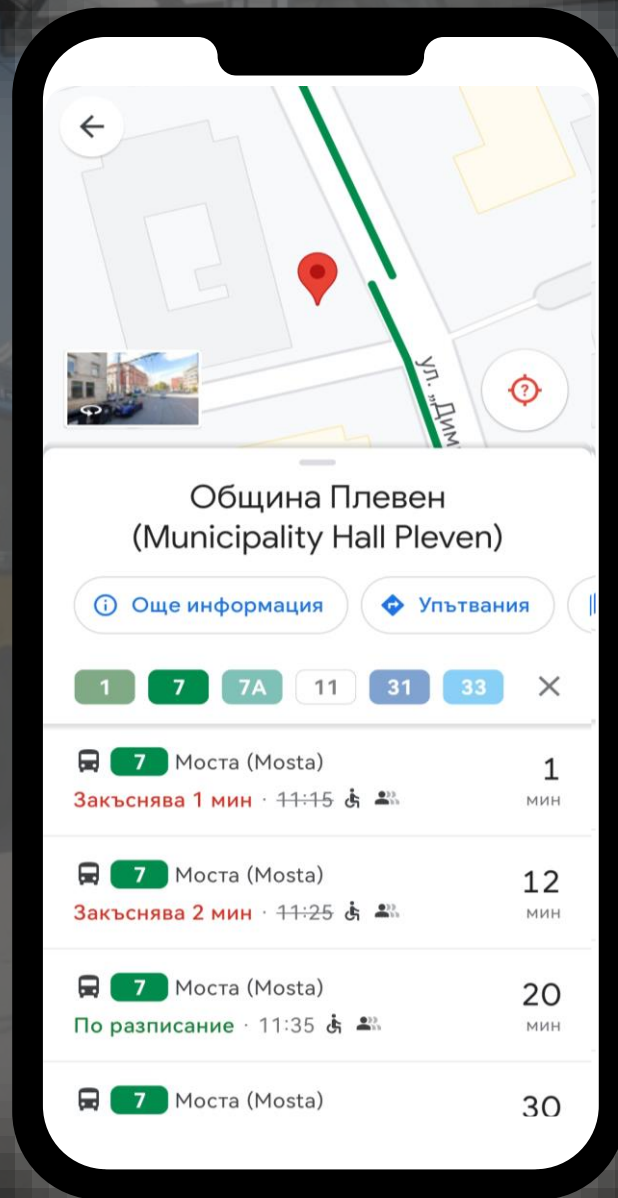 ул. „Дим
Община Плевен
(Municipality Hall Pleven)
Още информация
Упътвания
1 7 7A 11 31 33
7 Моста (Mosta) 1
Закъснява 1 мин · 11:15 мин
7 Моста (Mosta) 12
Закъснява 2 мин · 11:25 мин
7 Моста (Mosta) 20
По разписание · 11:35 мин
7 Моста (Mosta) 30